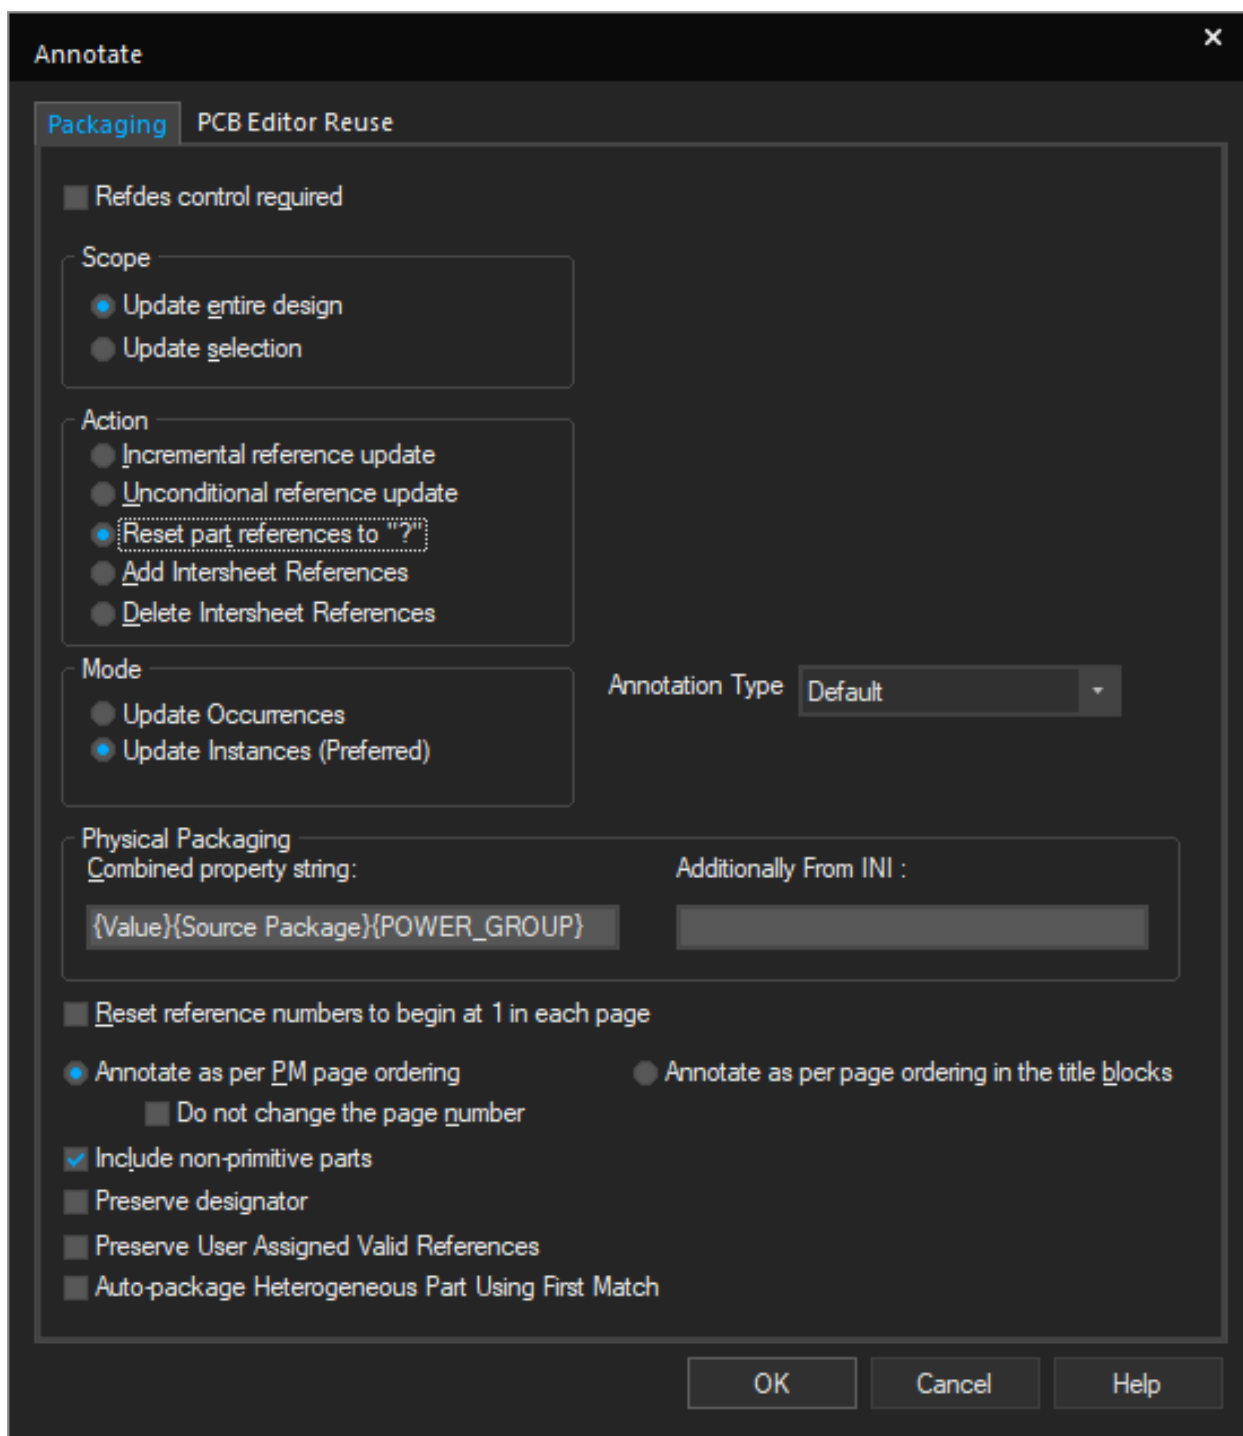 Annotate
Packaging
PCB Editor Reuse
Refdes control required
Scope
Update entire design
Update selection
Action
Incremental reference update
Unconditional reference update
Reset part references to "?"
Add Intersheet References
Delete Intersheet References
Mode
Update Occurrences
Update Instances (Preferred)
Annotation Type
Default
Physical Packaging
Combined property string:
Additionally From INI :
{Value}{Source Package}{POWER_GROUP}
Reset reference numbers to begin at 1 in each page
Annotate as per PM page ordering
Annotate as per page ordering in the title blocks
Do not change the page number
Include non-primitive parts
Preserve designator
Preserve User Assigned Valid References
Auto-package Heterogeneous Part Using First Match
OK
Cancel
Help